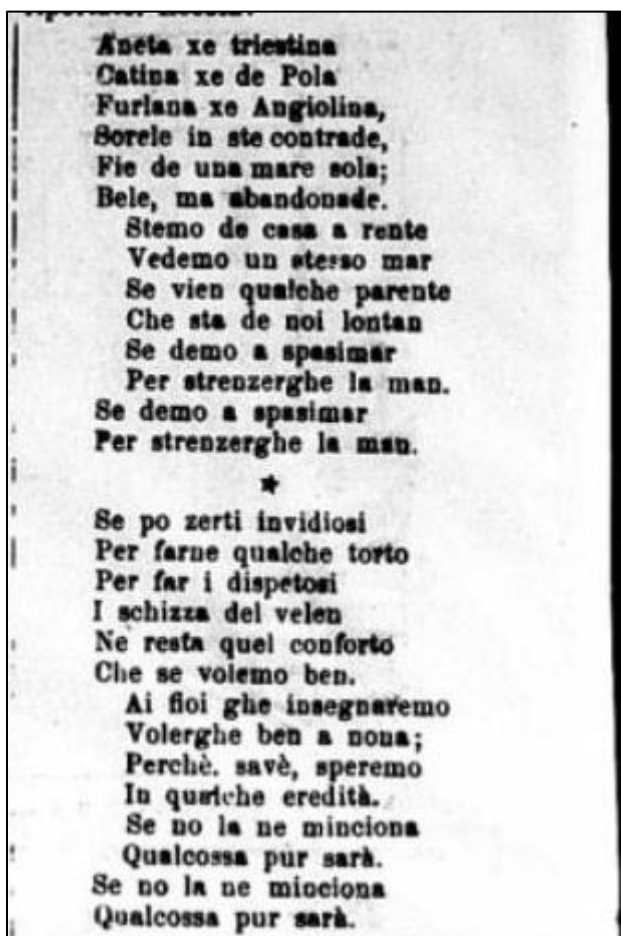 Aneta xe triestina
Catina xe de Pola
Furlana xe Angiolina,
Sorele in ste contrade,
Fie de una mare sola;
Bele, ma abandonade.
Stemo de casa a rente
Vedemo un stesso mar
Se vien qualche parente
Che sta de noi lontan
Se demo a spasimar
Per strenzerghe la man.
Se demo a spasimar
Per strenzerghe la man.
★
Se po zerti invidiosi
Per farne qualche torto
Per far i dispetosi
I schizza del velen
Ne resta quel conforto
Che se volemo ben.
Ai fioi ghe insegnaremo
Volerghe ben a nona;
Perchè. savè, speremo
In qualche eredità.
Se no la ne minciona
Qualcossa pur sarà.
Se no la ne minciona
Qualcossa pur sarà.